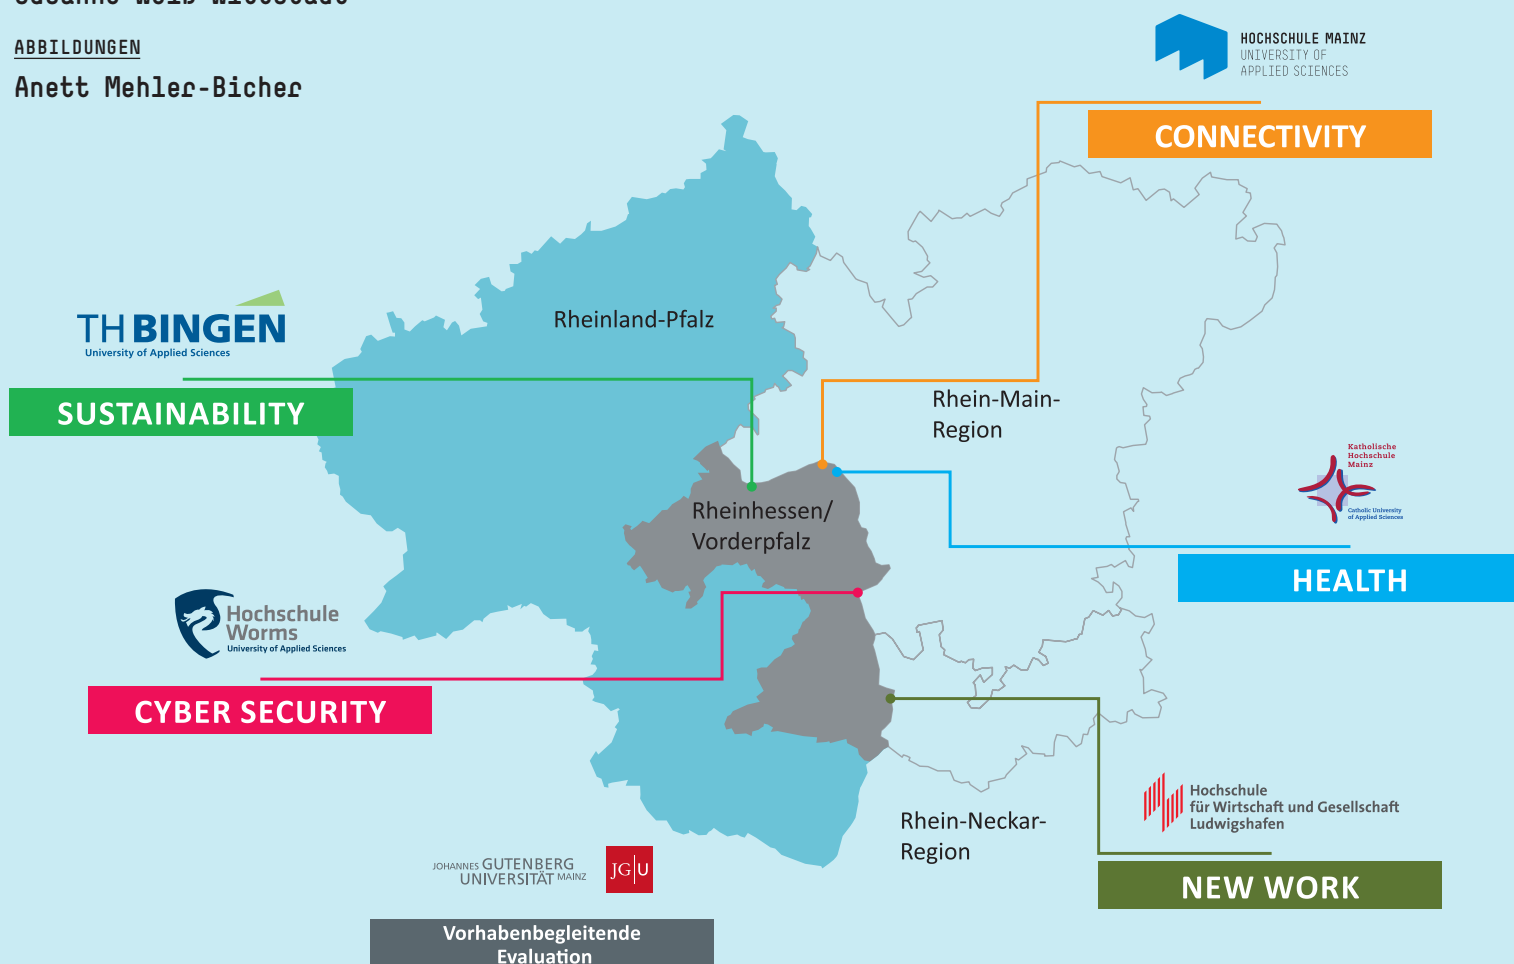 ABBILDUNGEN
Anett Mehler-Bicher
HOCHSCHULE MAINZ
UNIVERSITY OF
APPLIED SCIENCES
CONNECTIVITY
TH BINGEN
University of Applied Sciences
SUSTAINABILITY
Rheinland-Pfalz
Rhein-Main-
Region
Katholische
Hochschule
Mainz
Catholic University
of Applied Sciences
HEALTH
Rheinhessen/
Vorderpfalz
Hochschule
Worms
University of Applied Sciences
CYBER SECURITY
Hochschule
für Wirtschaft und Gesellschaft
Ludwigshafen
NEW WORK
Rhein-Neckar-
Region
JOHANNES GUTENBERG
UNIVERSITÄT MAINZ
JG|U
Vorhabenbegleitende
Evaluation